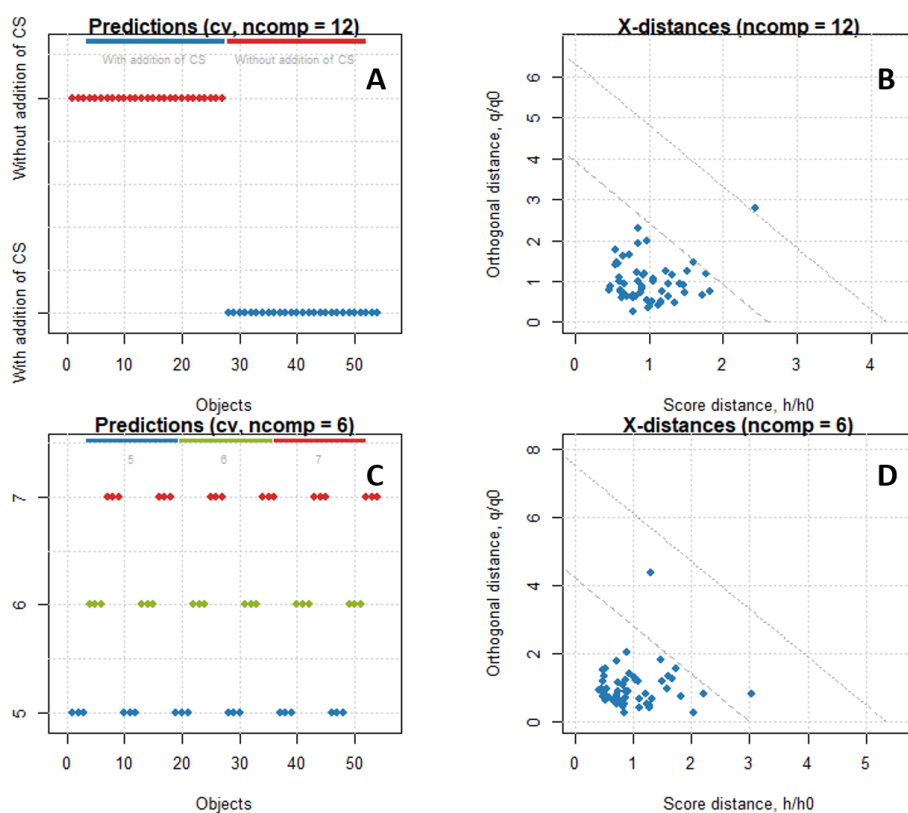 Predictions (cv, ncomp = 12)
With addition of CS
Without addition of CS
A
Without addition of CS
With addition of CS
0 10 20 30 40 50
Objects
X-distances (ncomp = 12)
B
Orthogonal distance, q/q0
6
5
4
3
2
1
0
0 1 2 3 4
Score distance, h/h0
Predictions (cv, ncomp = 6)
5 6 7
C
7
6
5
0 10 20 30 40 50
Objects
X-distances (ncomp = 6)
D
Orthogonal distance, q/q0
8
6
4
2
0
0 1 2 3 4 5
Score distance, h/h0